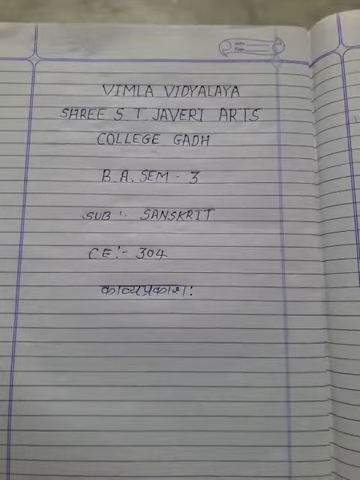 VIMLA VIDYALAYA
SHREE S. T. JAVERI ARTS
COLLEGE GADH
B.A. SEM - 3
SUB :- SANSKRIT
CE :- 304
काव्यप्रकाश: